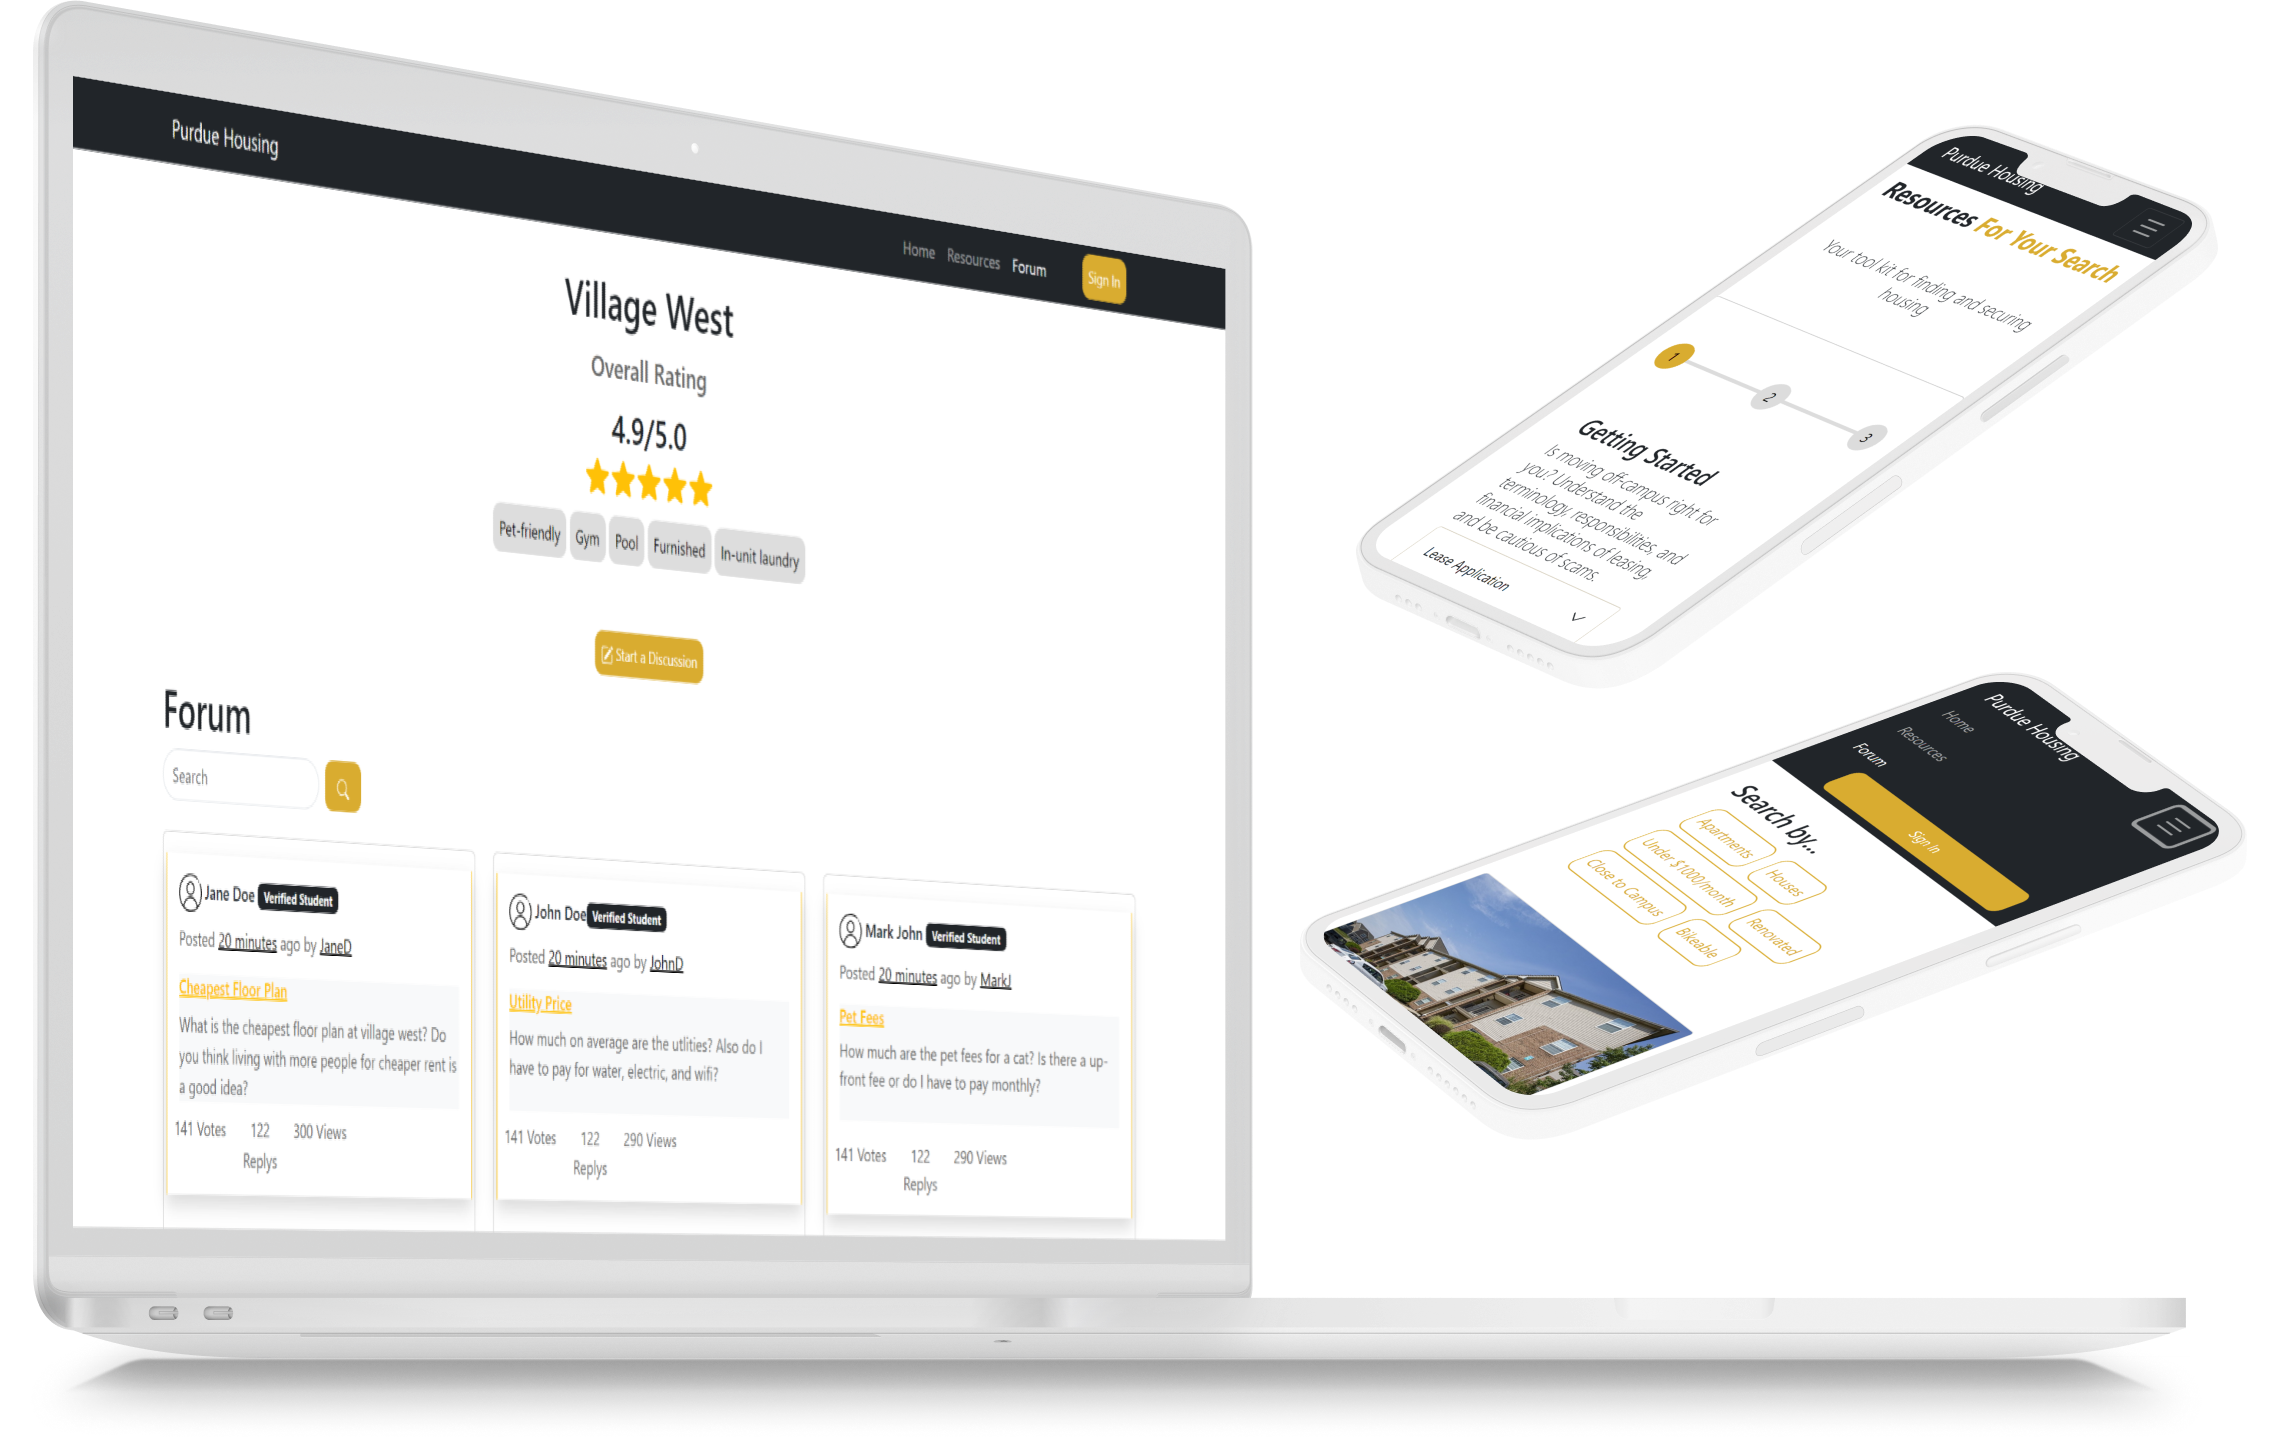 Purdue Housing
Home Resources Forum Sign In
Village West
Overall Rating
4.9/5.0
Pet-friendly Gym Pool Furnished In-unit laundry
Start a Discussion
Forum
Search
Jane Doe Verified Student
Posted 20 minutes ago by JaneD
Cheapest Floor Plan
What is the cheapest floor plan at village west? Do
you think living with more people for cheaper rent is
a good idea?
141 Votes 122 300 Views
Replys
John Doe Verified Student
Posted 20 minutes ago by JohnD
Utility Price
How much on average are the utlities? Also do I
have to pay for water, electric, and wifi?
141 Votes 122 290 Views
Replys
Mark John Verified Student
Posted 20 minutes ago by MarkJ
Pet Fees
How much are the pet fees for a cat? Is there a up-
front fee or do I have to pay monthly?
141 Votes 122 290 Views
Replys
Purdue Housing
Resources For Your Search
Your tool kit for finding and securing
housing
1
2
3
Getting Started
Is moving off-campus right for
you? Understand the
terminology, responsibilities, and
financial implications of leasing,
and be cautious of scams.
Lease Application
Purdue Housing
Home
Resources
Forum
Sign In
Search by...
Apartments Houses
Under $1000/month Renovated
Close to Campus Bikeable